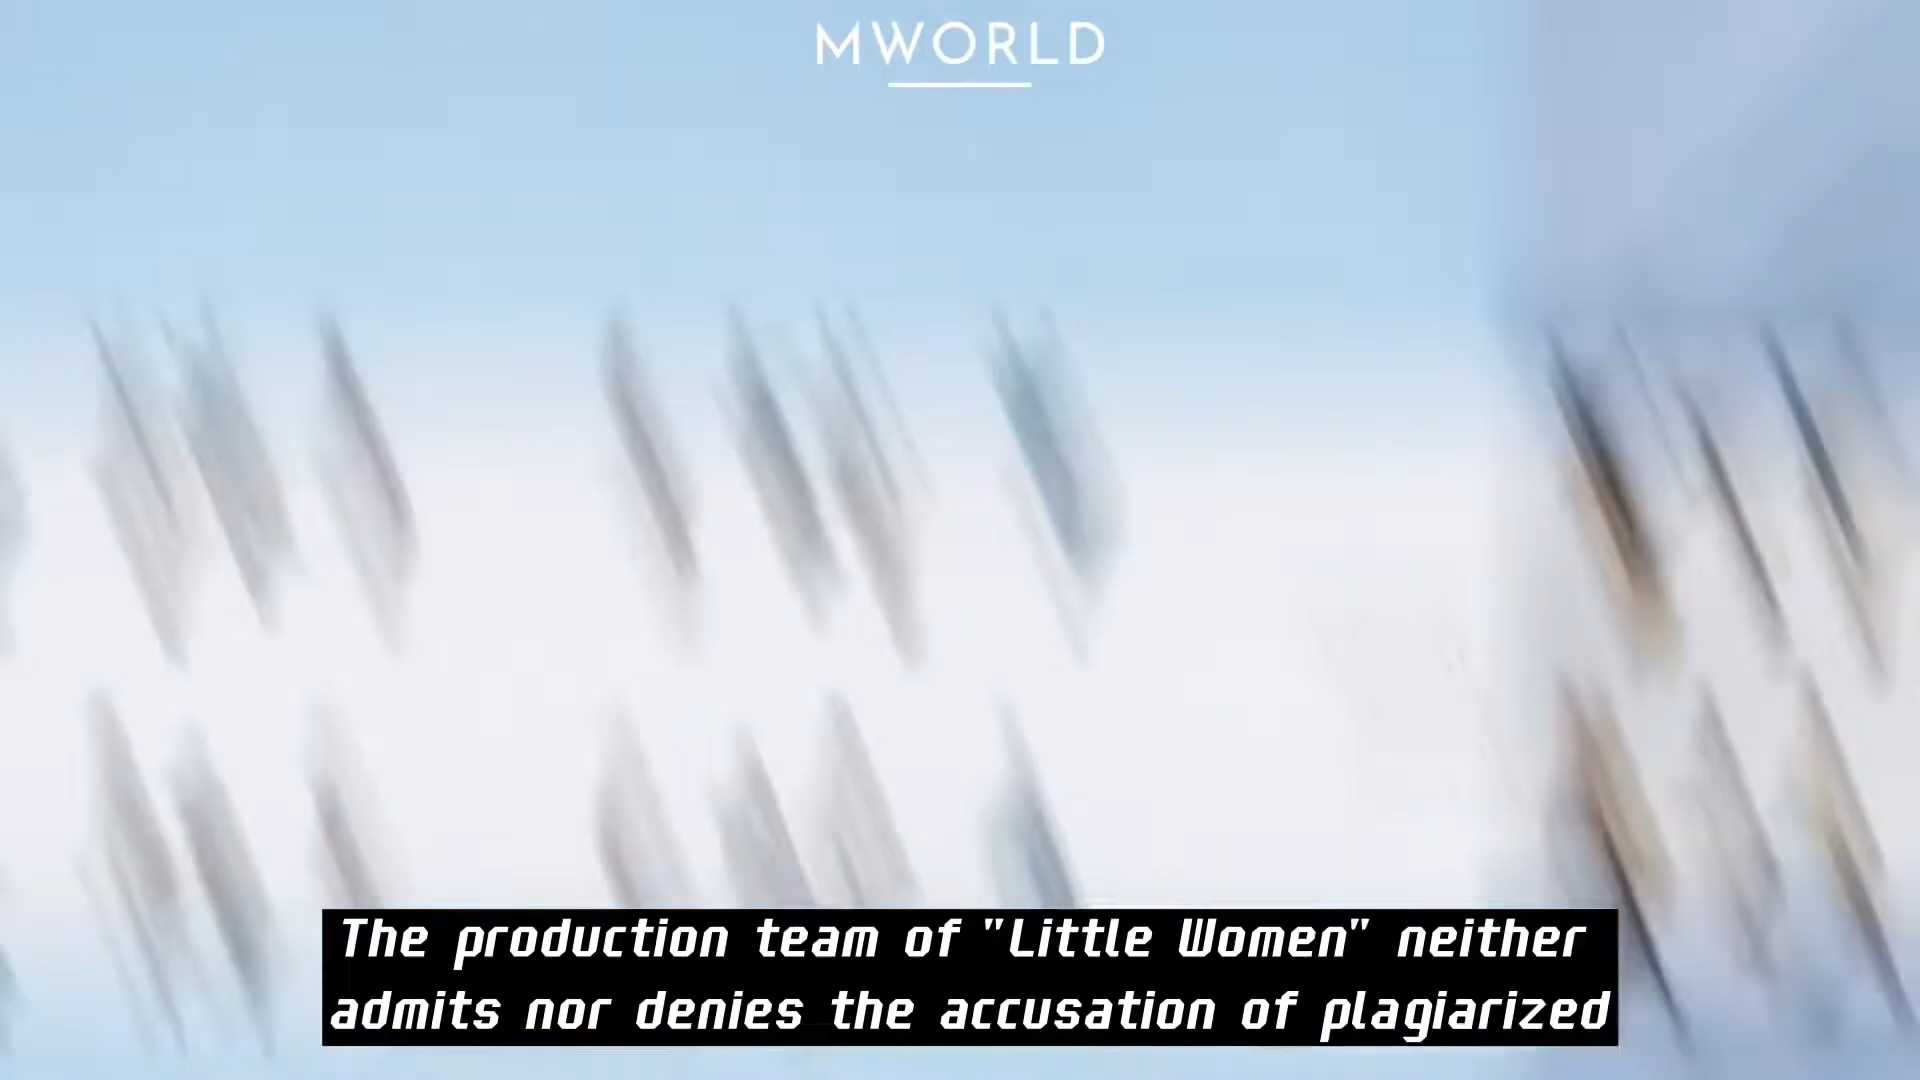 MWORLD
The production team of "Little Women" neither
admits nor denies the accusation of plagiarized